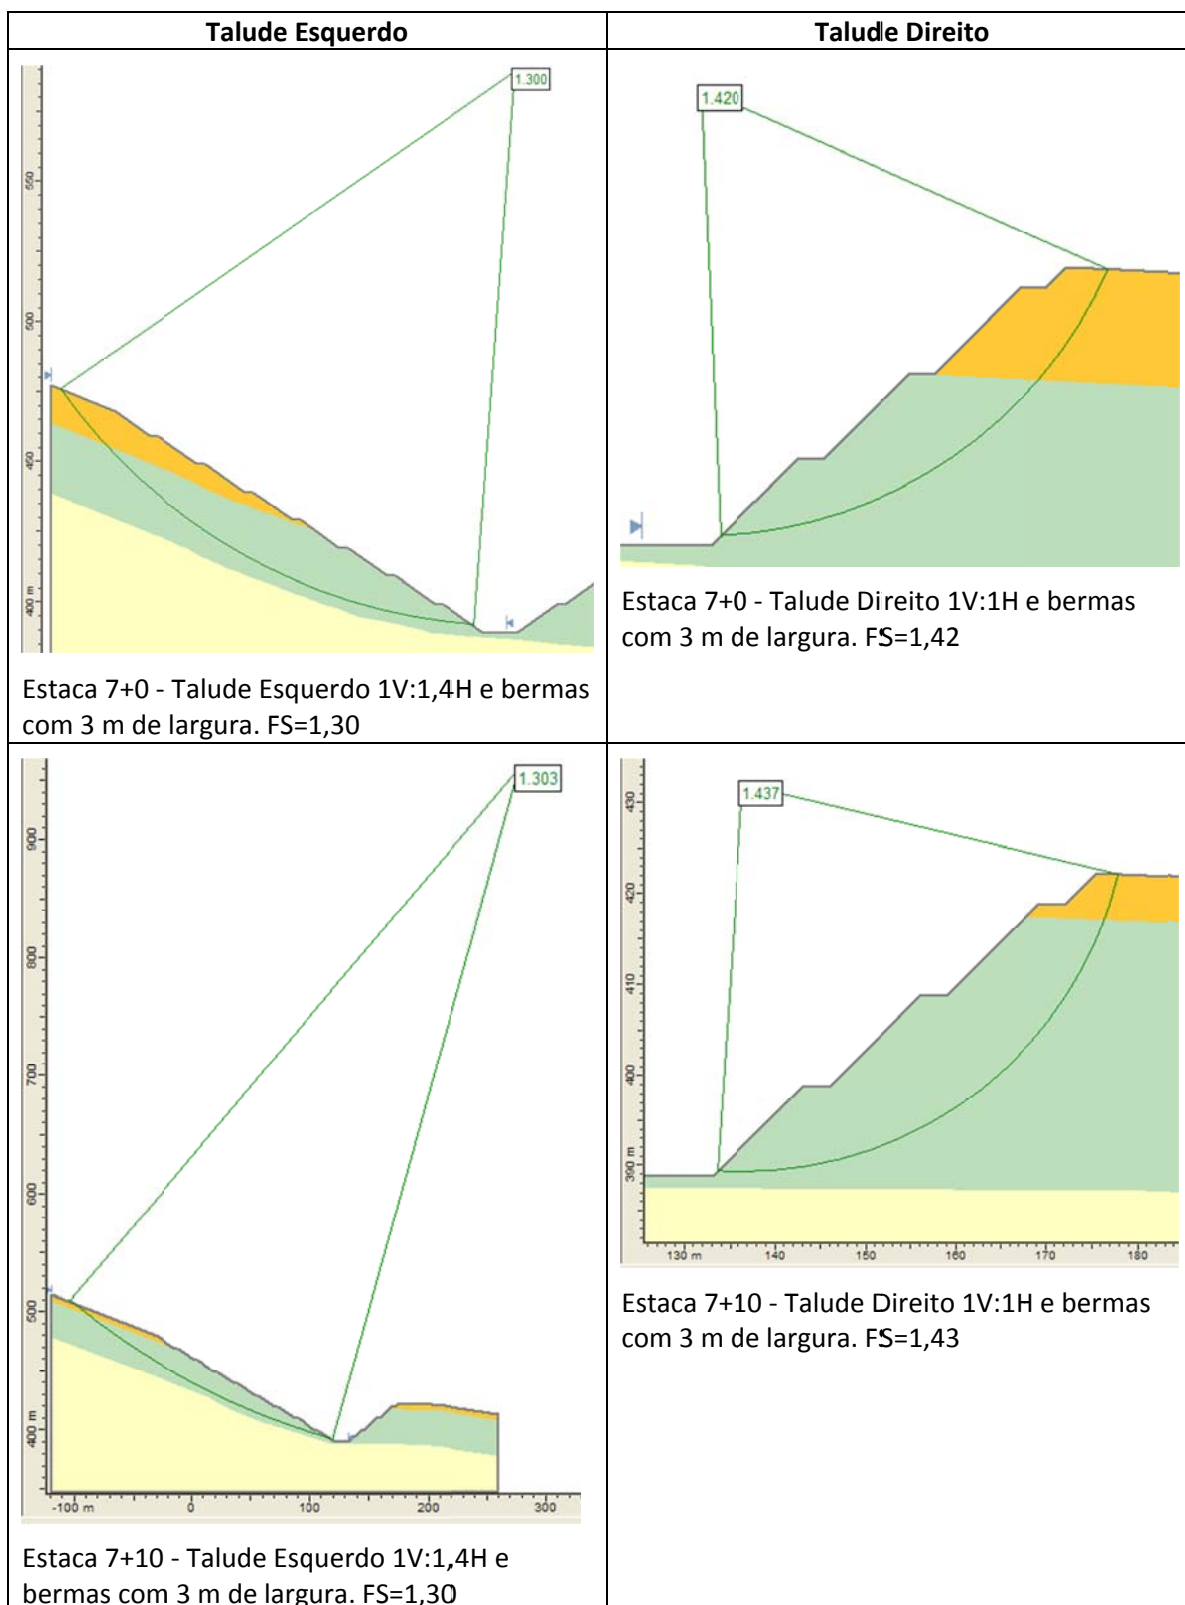 Talude Esquerdo
Talude Direito
1.300
550
500
450
400 m
Estaca 7+0 - Talude Esquerdo 1V:1,4H e bermas
com 3 m de largura. FS=1,30
1.420
Estaca 7+0 - Talude Direito 1V:1H e bermas
com 3 m de largura. FS=1,42
1.303
900
800
700
600
500
400 m
-100 m
0
100
200
300
Estaca 7+10 - Talude Esquerdo 1V:1,4H e
bermas com 3 m de largura. FS=1,30
1.437
430
420
410
400
390 m
130 m
140
150
160
170
180
Estaca 7+10 - Talude Direito 1V:1H e bermas
com 3 m de largura. FS=1,43